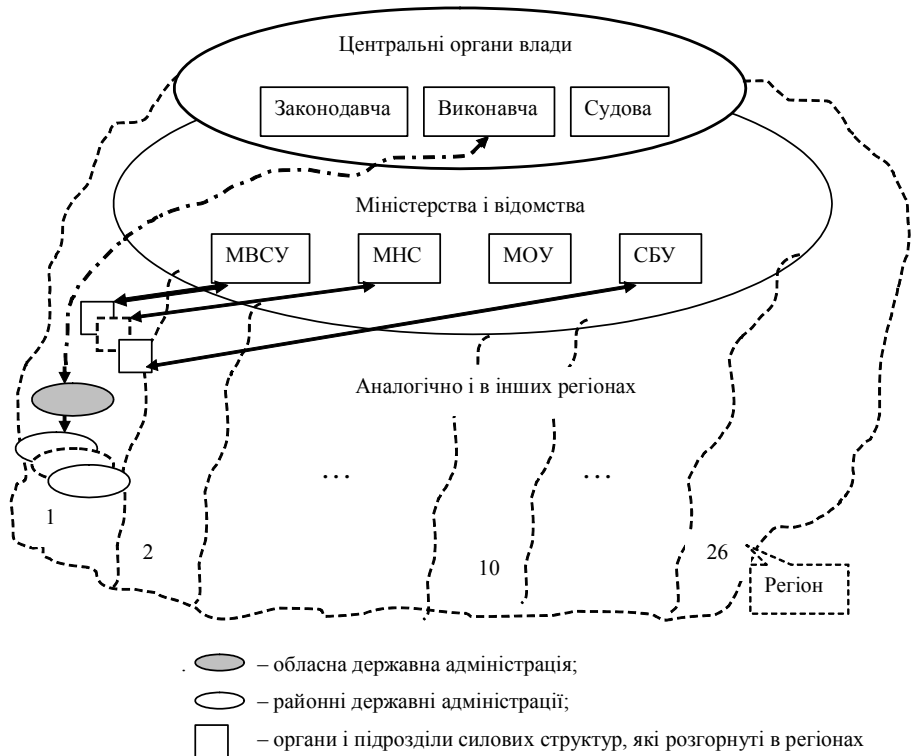 Центральні органи влади
Законодавча Виконавча Судова
Міністерства і відомства
МВСУ МНС МОУ СБУ
Аналогічно і в інших регіонах
... ...
1
2
10
26
Регіон
. – обласна державна адміністрація;
– районні державні адміністрації;
– органи і підрозділи силових структур, які розгорнуті в регіонах